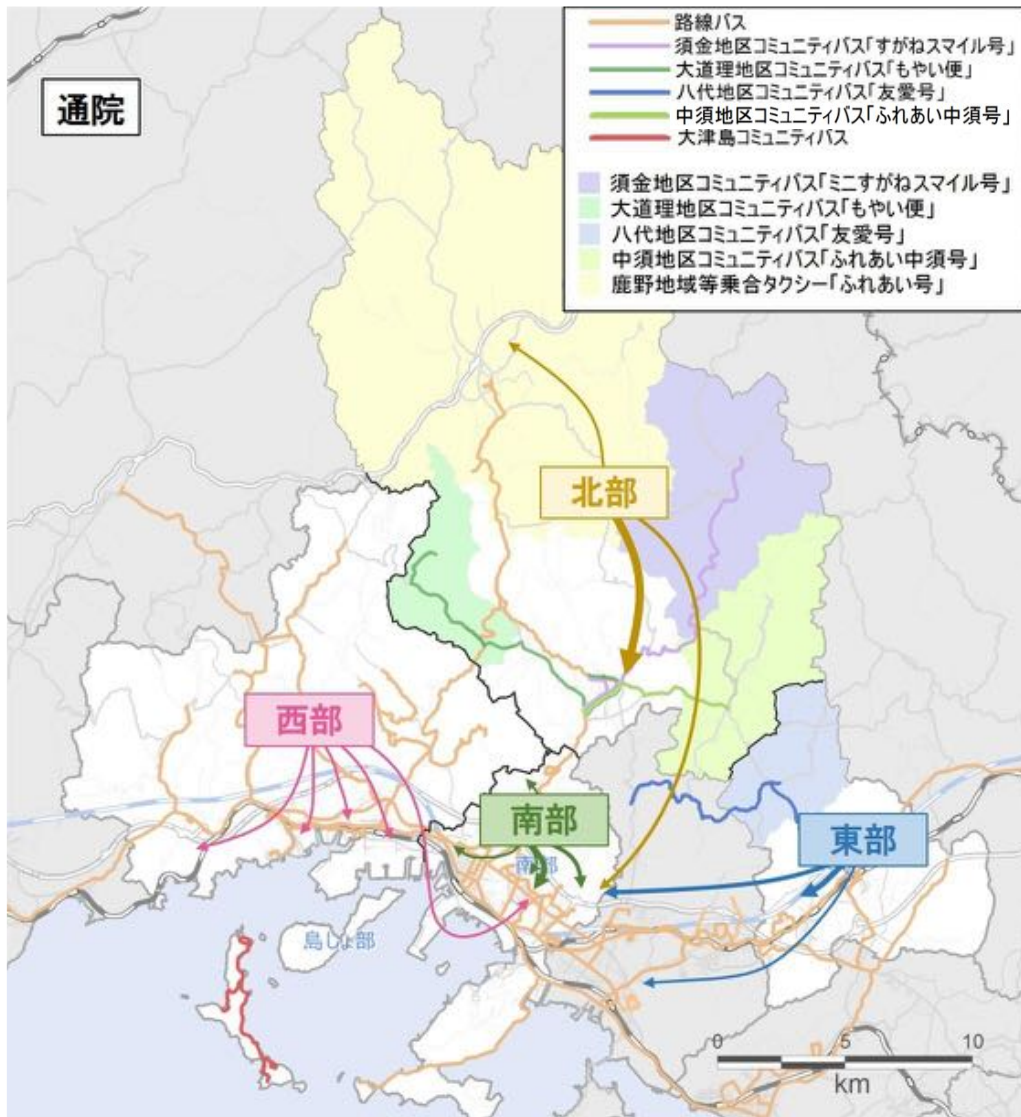 通院
路線バス
須金地区コミュニティバス「すがねスマイル号」
大道理地区コミュニティバス「もやい便」
八代地区コミュニティバス「友愛号」
中須地区コミュニティバス「ふれあい中須号」
大津島コミュニティバス
須金地区コミュニティバス「ミニすがねスマイル号」
大道理地区コミュニティバス「もやい便」
八代地区コミュニティバス「友愛号」
中須地区コミュニティバス「ふれあい中須号」
鹿野地域等乗合タクシー「ふれあい号」
北部
西部
南部
東部
南部
島しょ部
0 5 10
km